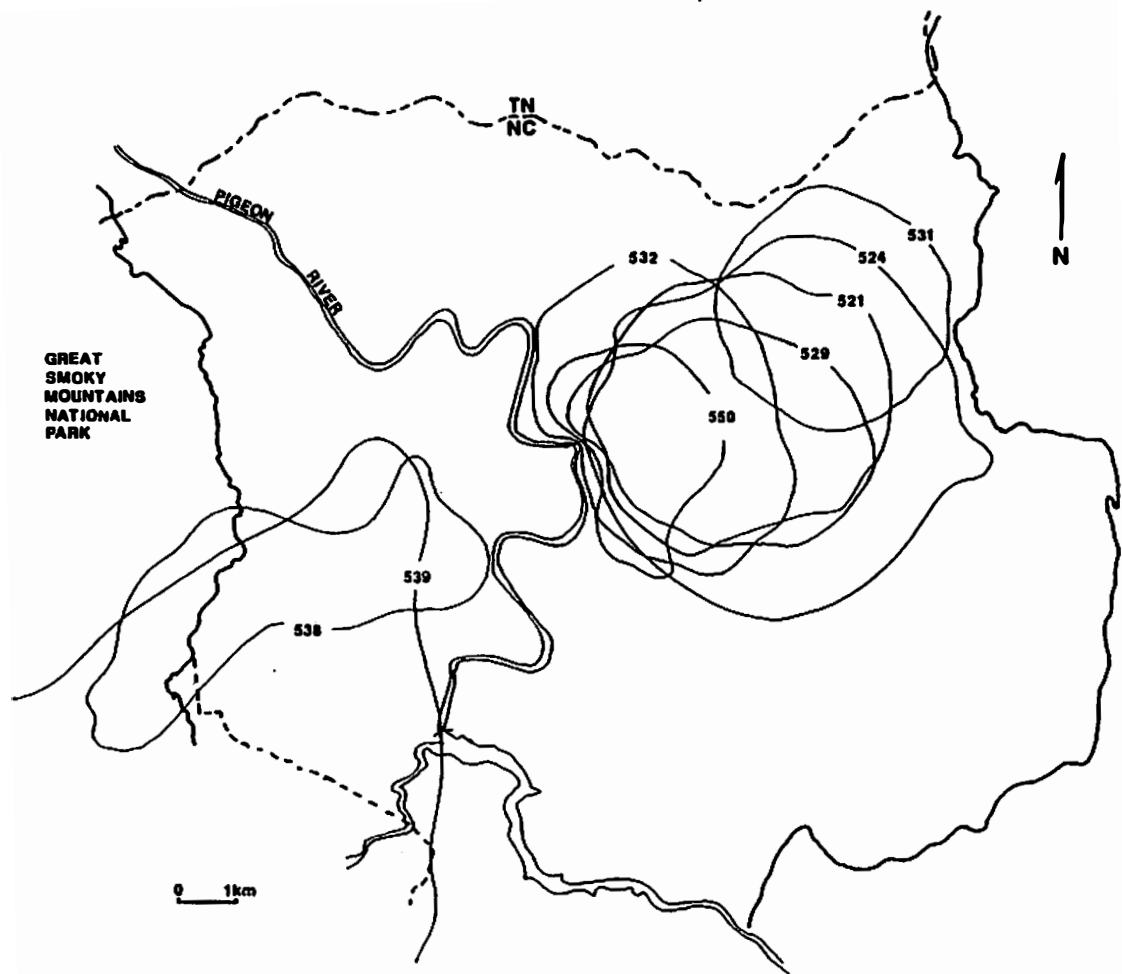 TN
NC
PIGEON
RIVER
531
532
524
N
521
529
GREAT
SMOKY
MOUNTAINS
NATIONAL
PARK
550
539
538
0 1km